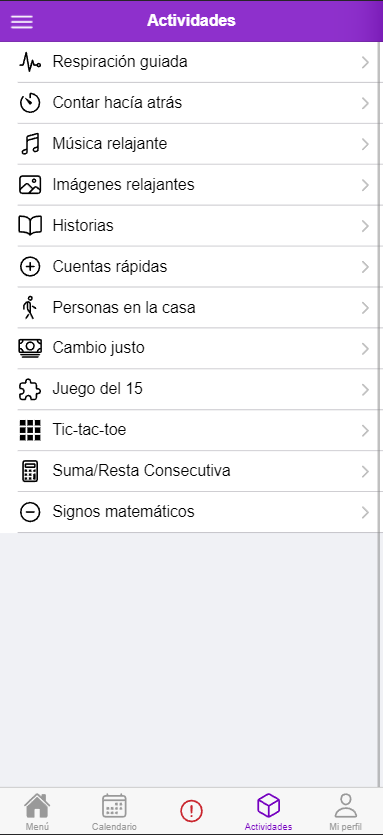 Actividades
Respiración guiada
Contar hacía atrás
Música relajante
Imágenes relajantes
Historias
Cuentas rápidas
Personas en la casa
Cambio justo
Juego del 15
Tic-tac-toe
Suma/Resta Consecutiva
Signos matemáticos
Menú
Calendario
Actividades
Mi perfil